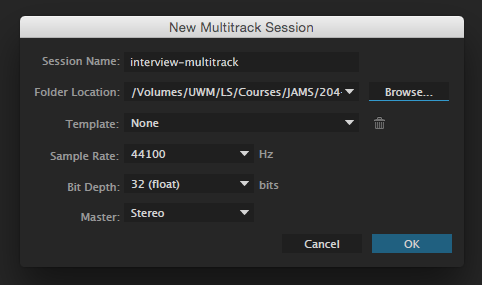 New Multitrack Session
Session Name: interview-multitrack
Folder Location: /Volumes/UWM/LS/Courses/JAMS/204- Browse...
Template: None
Sample Rate: 44100 Hz
Bit Depth: 32 (float) bits
Master: Stereo
Cancel OK